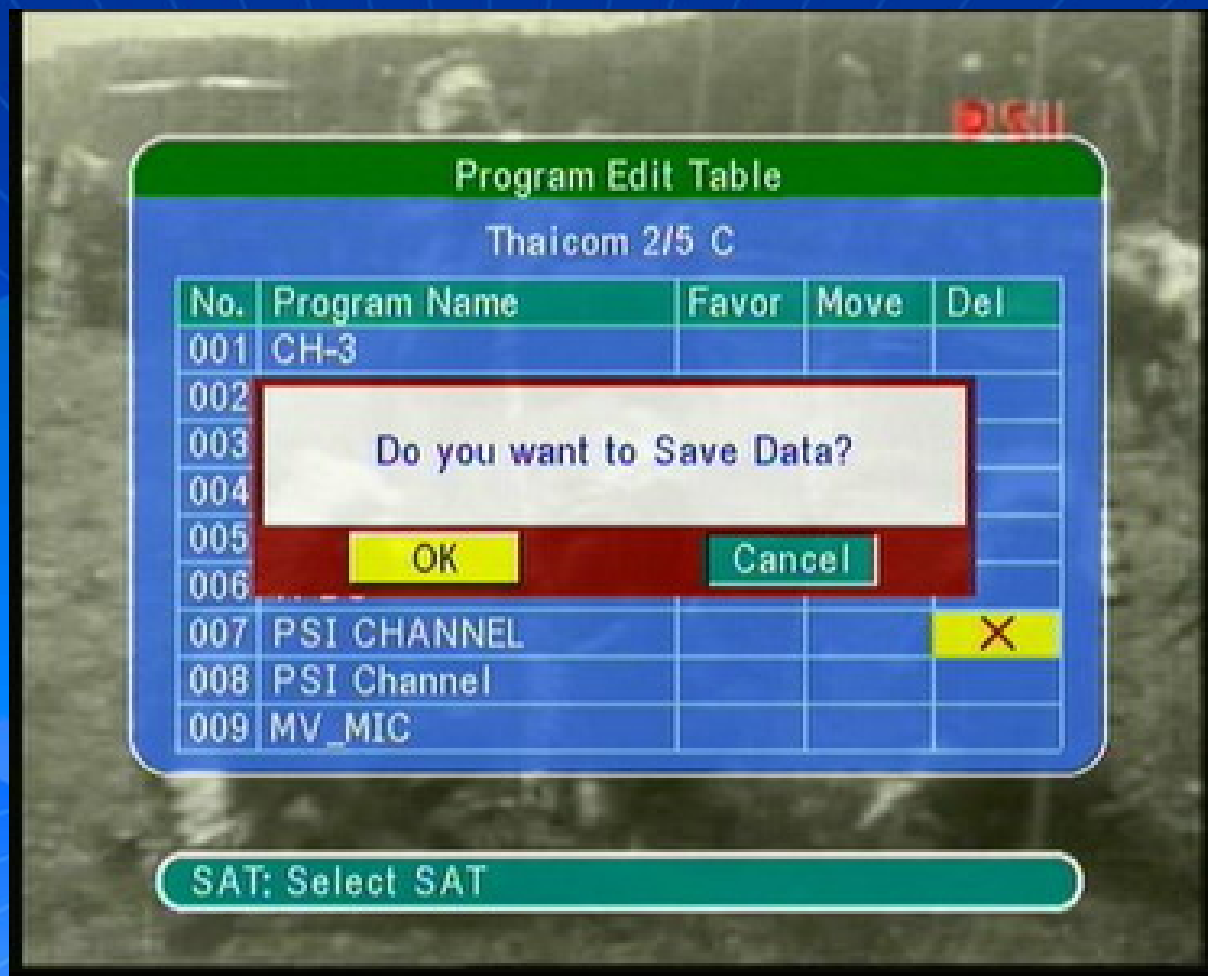 PSI
Program Edit Table
Thaicom 2/5 C
No. Program Name Favor Move Del
001 CH-3
002
003
004
005
006
Do you want to Save Data?
OK Cancel
007 PSI CHANNEL X
008 PSI Channel
009 MV_MIC
SAT: Select SAT